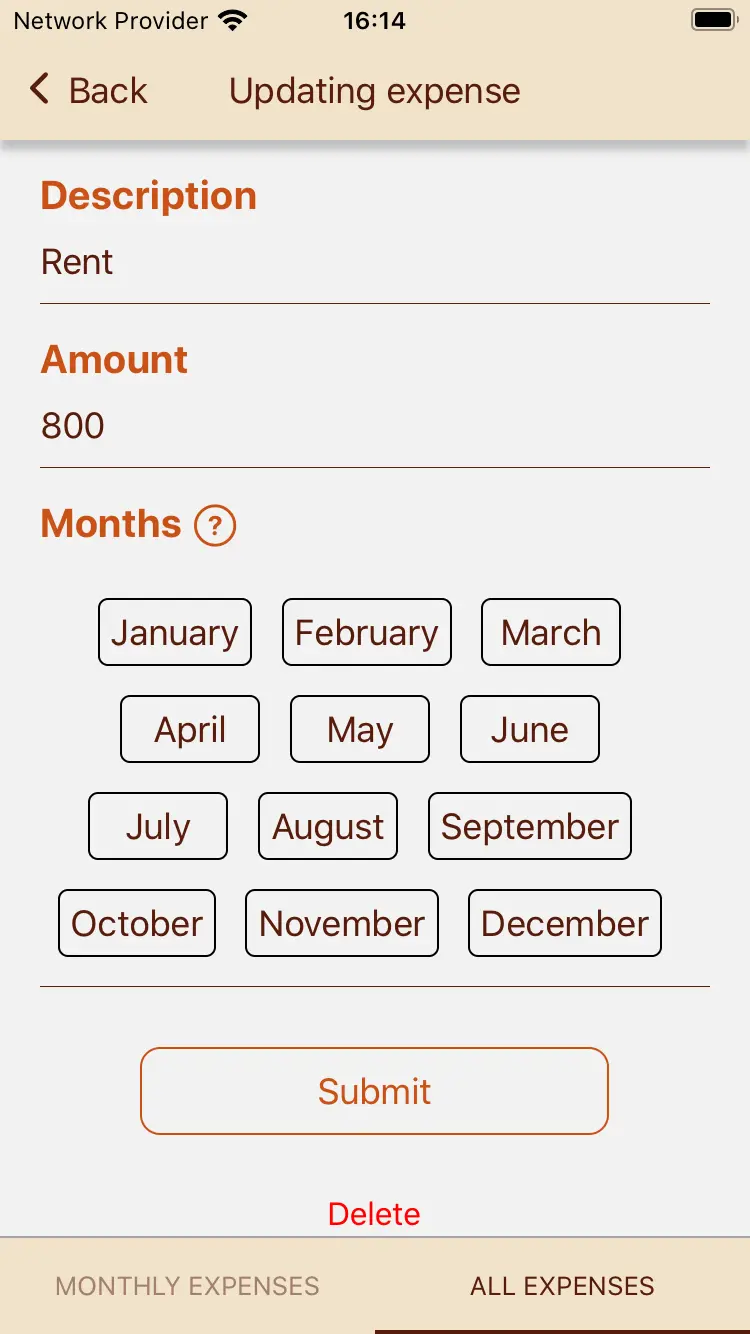 Network Provider 16:14
Back Updating expense
Description
Rent
Amount
800
Months ?
January February March
April May June
July August September
October November December
Submit
Delete
MONTHLY EXPENSES ALL EXPENSES